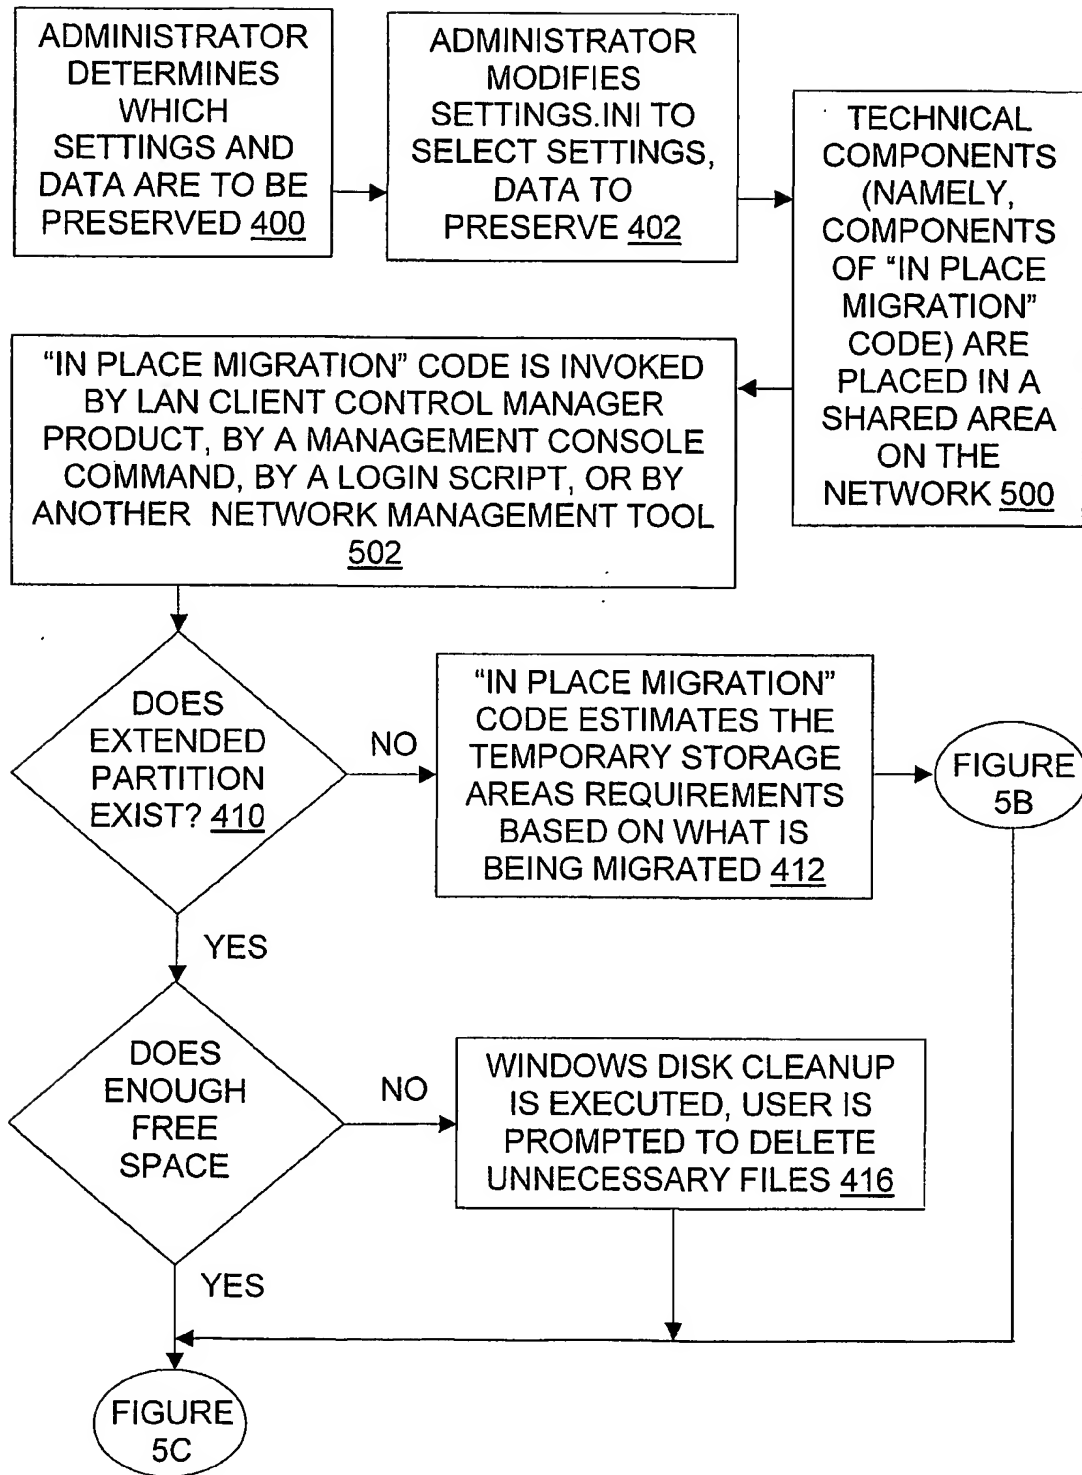 ADMINISTRATOR
DETERMINES
WHICH
SETTINGS AND
DATA ARE TO BE
PRESERVED 400
ADMINISTRATOR
MODIFIES
SETTINGS.INI TO
SELECT SETTINGS,
DATA TO
PRESERVE 402
TECHNICAL
COMPONENTS
(NAMELY,
COMPONENTS
OF “IN PLACE
MIGRATION”
CODE) ARE
PLACED IN A
SHARED AREA
ON THE
NETWORK 500
“IN PLACE MIGRATION” CODE IS INVOKED
BY LAN CLIENT CONTROL MANAGER
PRODUCT, BY A MANAGEMENT CONSOLE
COMMAND, BY A LOGIN SCRIPT, OR BY
ANOTHER NETWORK MANAGEMENT TOOL
502
DOES
EXTENDED
PARTITION
EXIST? 410
NO
“IN PLACE MIGRATION”
CODE ESTIMATES THE
TEMPORARY STORAGE
AREAS REQUIREMENTS
BASED ON WHAT IS
BEING MIGRATED 412
FIGURE
5B
YES
DOES
ENOUGH
FREE
SPACE
NO
WINDOWS DISK CLEANUP
IS EXECUTED, USER IS
PROMPTED TO DELETE
UNNECESSARY FILES 416
YES
FIGURE
5C